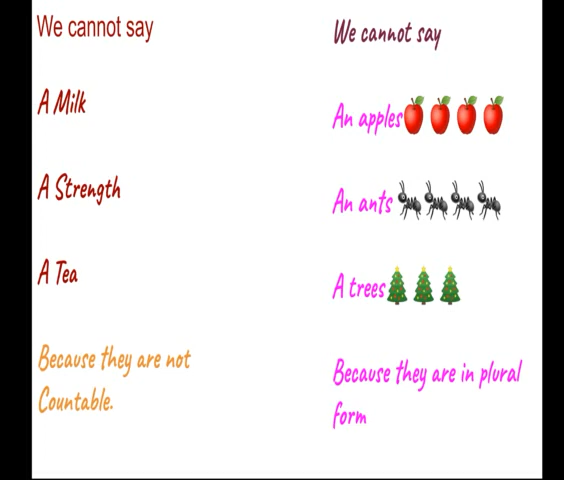 We cannot say
A Milk
A Strength
A Tea
Because they are not
Countable.
We cannot say
An apples
An ants
A trees
Because they are in plural
form